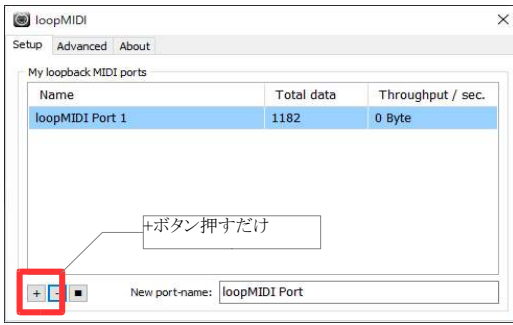 loopMIDI
Setup Advanced About
My loopback MIDI ports
Name Total data Throughput / sec.
loopMIDI Port 1 1182 0 Byte
+ボタン押すだけ
+ - ■ New port-name: loopMIDI Port